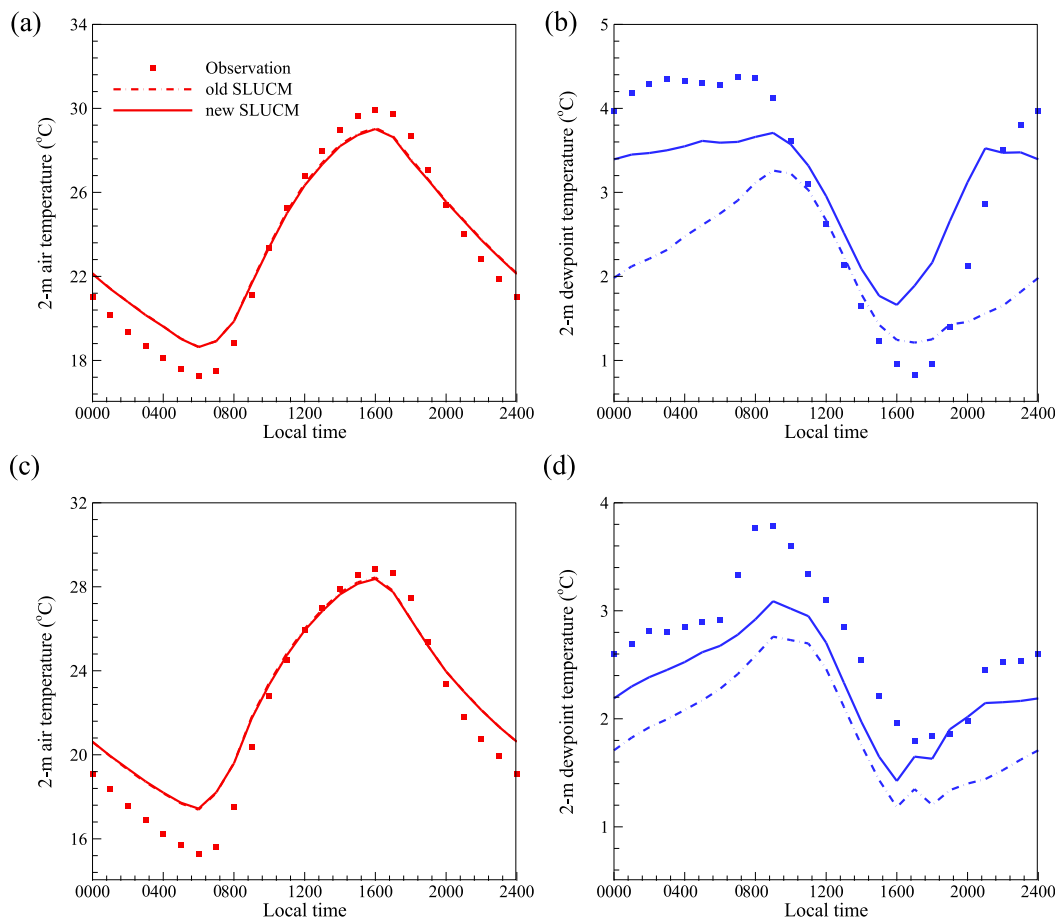 (a)
34
30
26
22
18
2-m air temperature (°C)
Observation
old SLUCM
new SLUCM
0000 0400 0800 1200 1600 2000 2400
Local time
(b)
5
4
3
2
1
2-m dewpoint temperature (°C)
0000 0400 0800 1200 1600 2000 2400
Local time
(c)
32
28
24
20
16
2-m air temperature (°C)
0000 0400 0800 1200 1600 2000 2400
Local time
(d)
4
3
2
1
2-m dewpoint temperature (°C)
0000 0400 0800 1200 1600 2000 2400
Local time